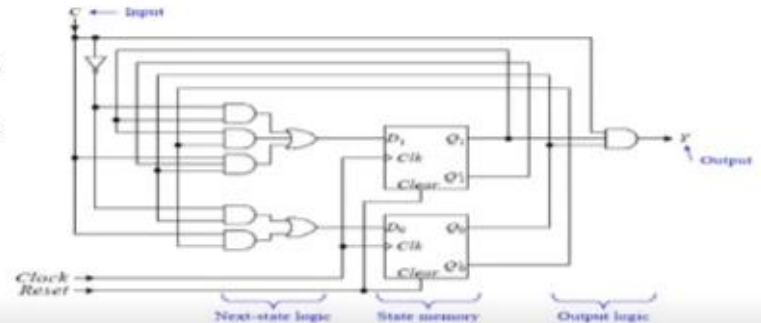 C Input
D₁ Q₁
Clk
Clear Q'₁
Y
Output
D₀ Q₀
Clk
Clear Q'₀
Clock
Reset
Next-state logic State memory Output logic